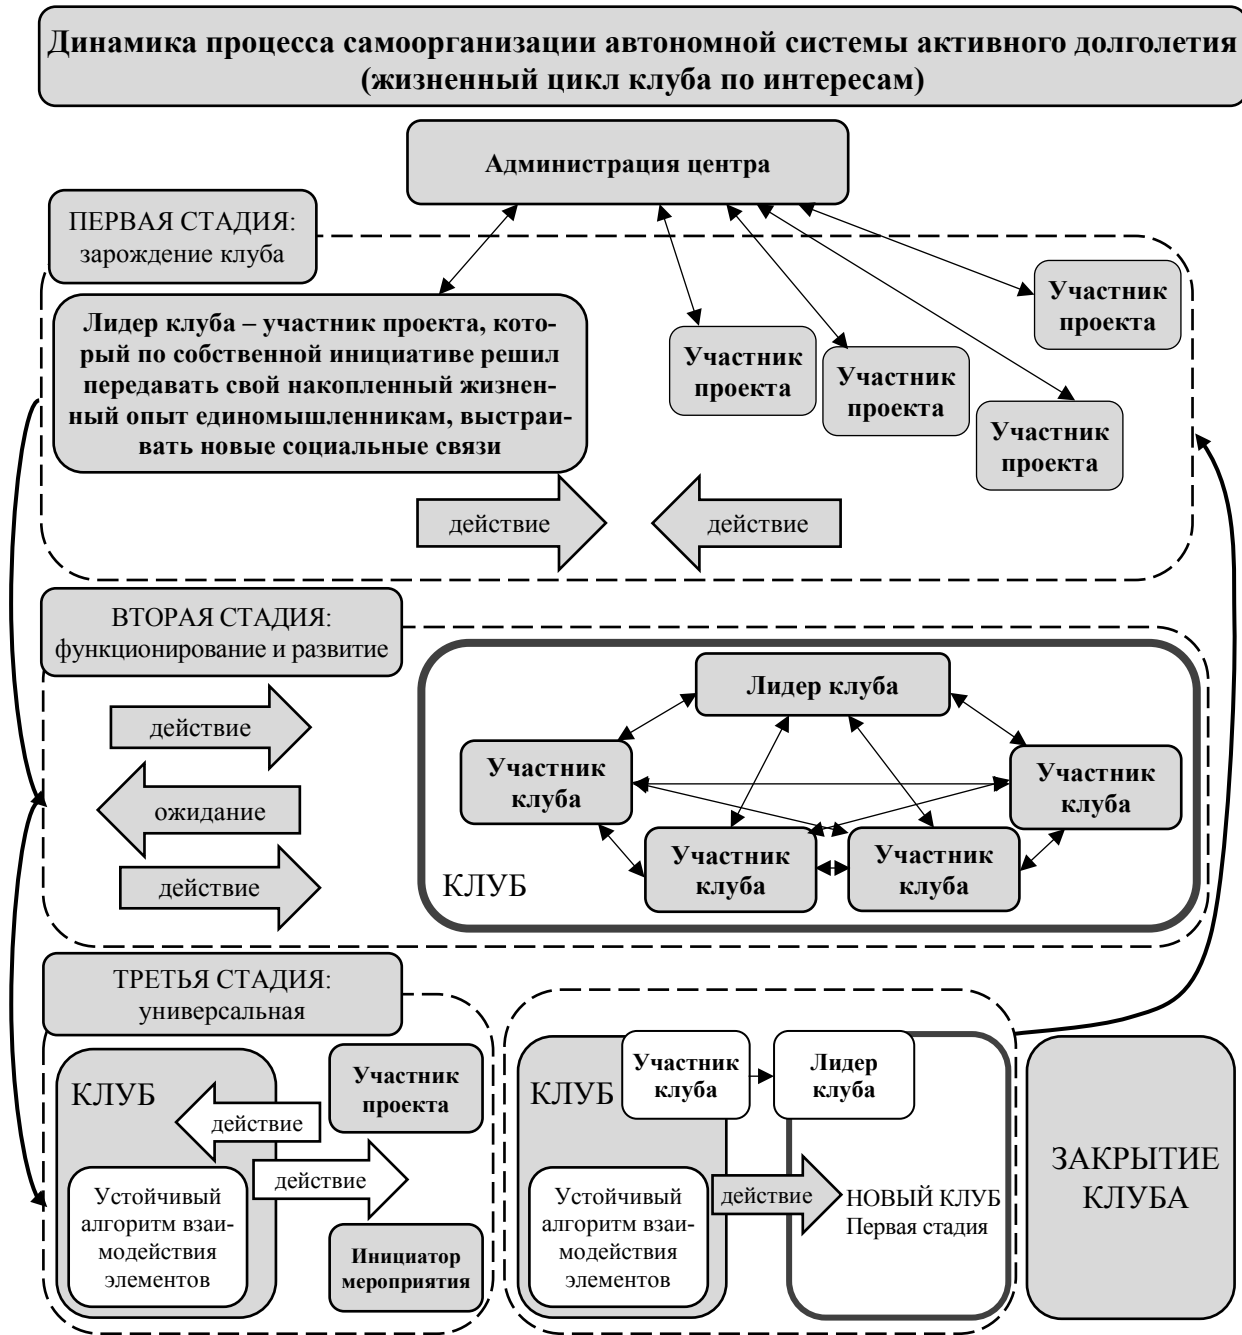 Динамика процесса самоорганизации автономной системы активного долголетия
(жизненный цикл клуба по интересам)
Администрация центра
ПЕРВАЯ СТАДИЯ:
зарождение клуба
Лидер клуба – участник проекта, кото-
рый по собственной инициативе решил
передавать свой накопленный жизнен-
ный опыт единомышленникам, выстраи-
вать новые социальные связи
Участник
проекта
Участник
проекта
Участник
проекта
Участник
проекта
действие
действие
ВТОРАЯ СТАДИЯ:
функционирование и развитие
действие
ожидание
действие
Лидер клуба
Участник
клуба
Участник
клуба
Участник
клуба
Участник
клуба
КЛУБ
ТРЕТЬЯ СТАДИЯ:
универсальная
КЛУБ
действие
Участник
проекта
действие
Устойчивый
алгоритм взаи-
модействия
элементов
Инициатор
мероприятия
КЛУБ
Участник
клуба
Лидер
клуба
Устойчивый
алгоритм взаи-
модействия
элементов
действие
НОВЫЙ КЛУБ
Первая стадия
ЗАКРЫТИЕ
КЛУБА